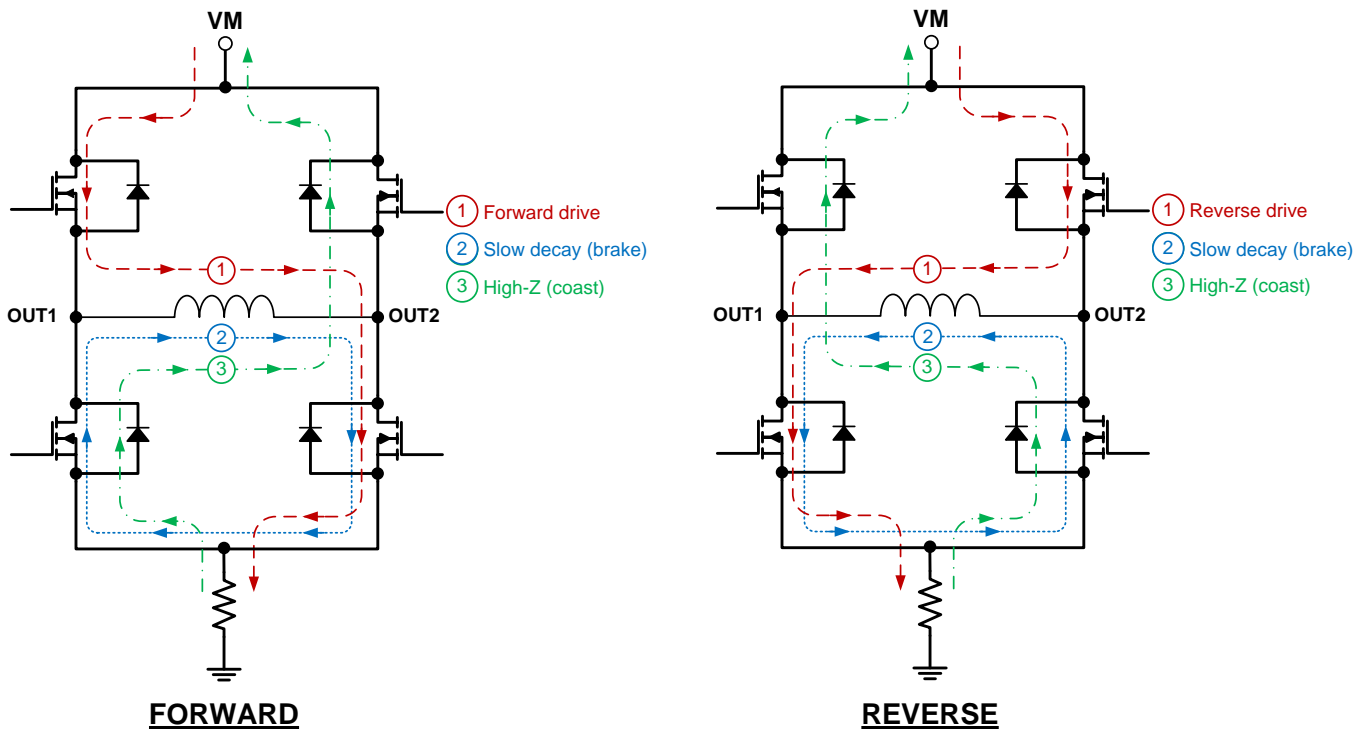 VM
1 Forward drive
2 Slow decay (brake)
3 High-Z (coast)
1
OUT1
OUT2
2
3
FORWARD
VM
1 Reverse drive
2 Slow decay (brake)
3 High-Z (coast)
1
OUT1
OUT2
2
3
REVERSE